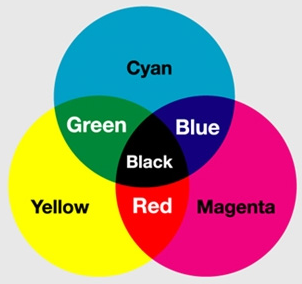 Cyan
Green
Blue
Black
Yellow
Red
Magenta